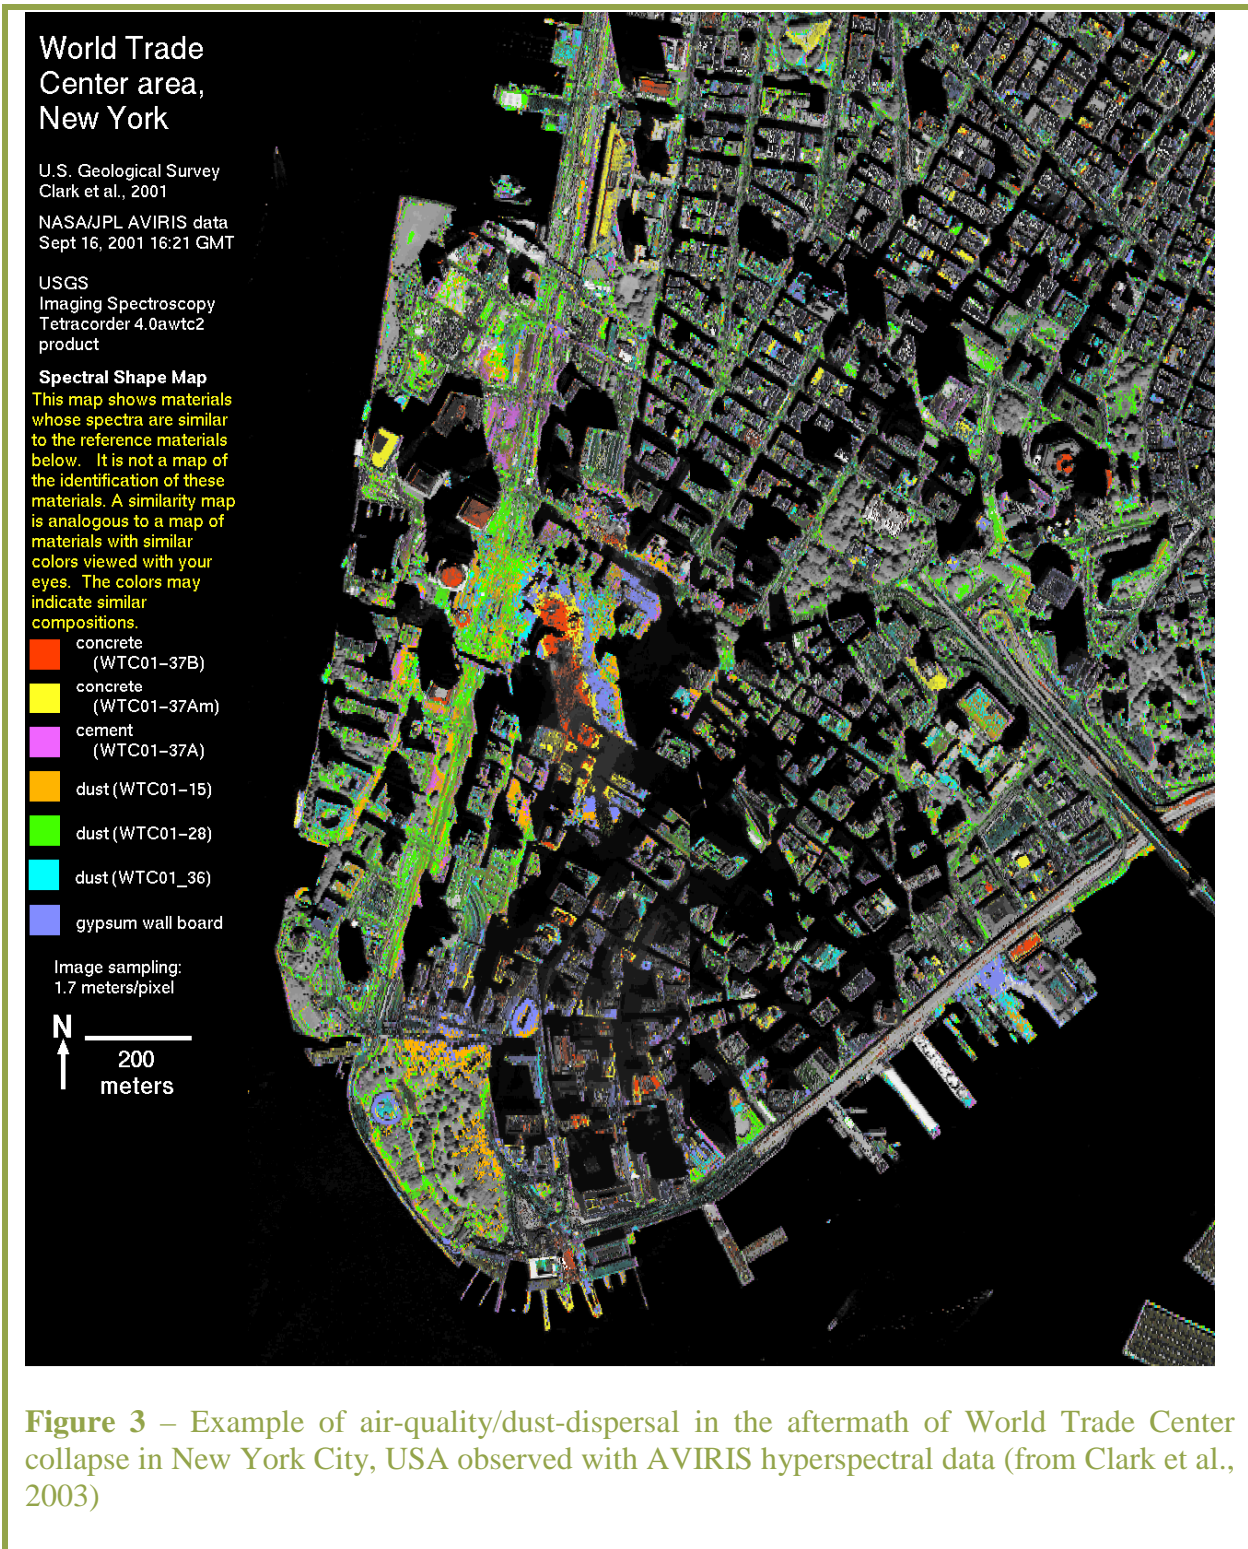 World Trade
Center area,
New York
U.S. Geological Survey
Clark et al., 2001
NASA/JPL AVIRIS data
Sept 16, 2001 16:21 GMT
USGS
Imaging Spectroscopy
Tetracorder 4.0awtc2
product
Spectral Shape Map
This map shows materials
whose spectra are similar
to the reference materials
below. It is not a map of
the identification of these
materials. A similarity map
is analogous to a map of
materials with similar
colors viewed with your
eyes. The colors may
indicate similar
compositions.
concrete
(WTC01-37B)
concrete
(WTC01-37Am)
cement
(WTC01-37A)
dust (WTC01-15)
dust (WTC01-28)
dust (WTC01_36)
gypsum wall board
Image sampling:
1.7 meters/pixel
N
200
meters
Figure 3 – Example of air-quality/dust-dispersal in the aftermath of World Trade Center
collapse in New York City, USA observed with AVIRIS hyperspectral data (from Clark et al.,
2003)